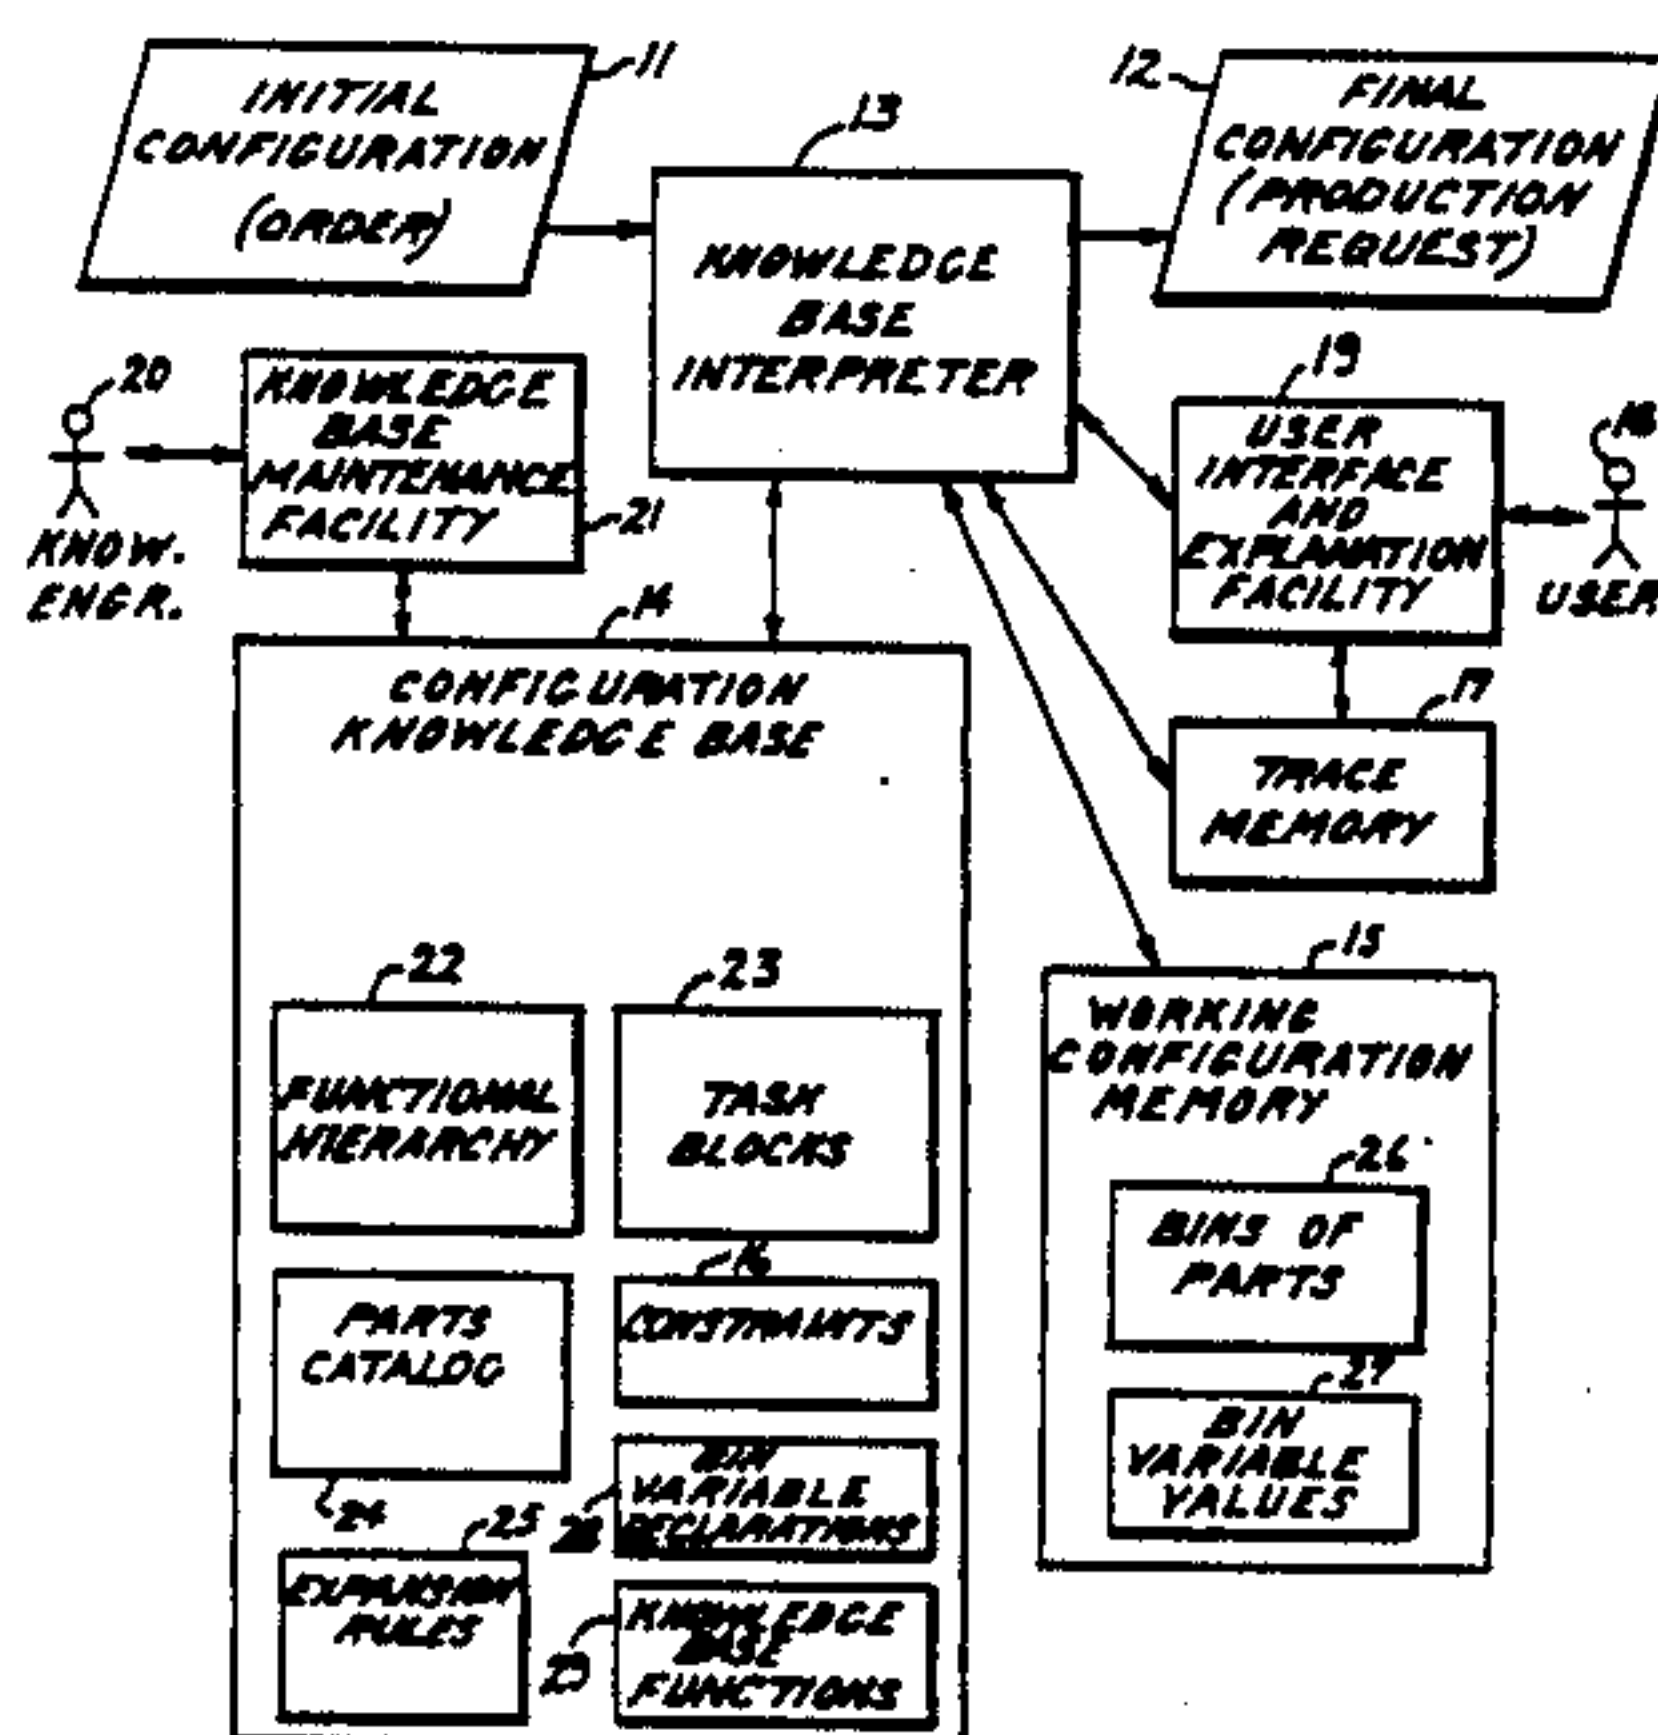 11
INITIAL
CONFIGURATION
(ORDER)
13
KNOWLEDGE
BASE
INTERPRETER
12
FINAL
CONFIGURATION
(PRODUCTION
REQUEST)
20
KNOW.
ENGR.
KNOWLEDGE
BASE
MAINTENANCE
FACILITY
21
19
USER
INTERFACE
AND
EXPLANATION
FACILITY
18
USER
14
CONFIGURATION
KNOWLEDGE BASE
17
TRACE
MEMORY
22
FUNCTIONAL
HIERARCHY
23
TASK
BLOCKS
PARTS
CATALOG
24
16
CONSTRAINTS
BIN
VARIABLE
DECLARATIONS
28
25
EXPANSION
RULES
29
KNOWLEDGE
BASE
FUNCTIONS
15
WORKING
CONFIGURATION
MEMORY
26
BINS OF
PARTS
27
BIN
VARIABLE
VALUES